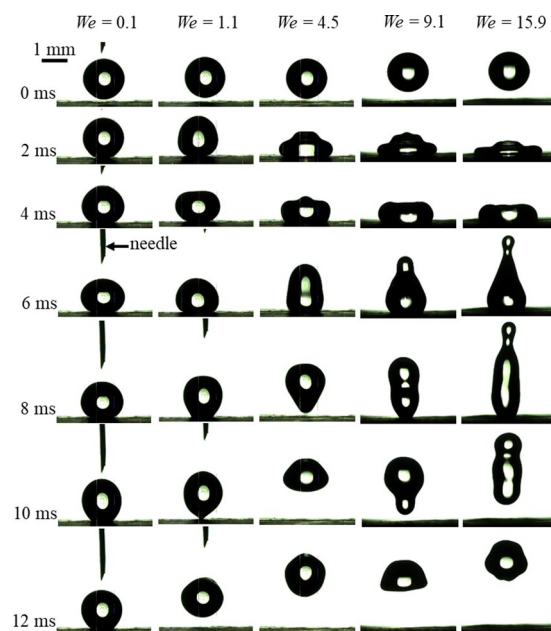 We = 0.1 We = 1.1 We = 4.5 We = 9.1 We = 15.9
1 mm
0 ms
2 ms
4 ms
needle
6 ms
8 ms
10 ms
12 ms